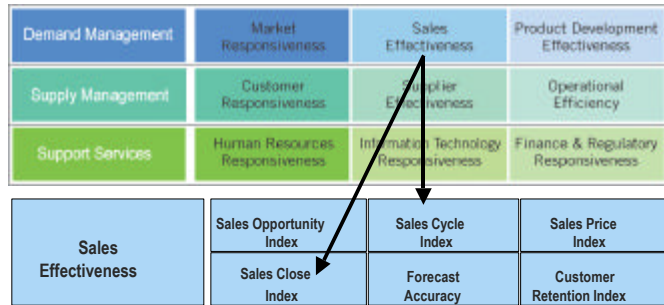 Demand Management
Market
Responsiveness
Sales
Effectiveness
Product Development
Effectiveness
Supply Management
Customer
Responsiveness
Supplier
Effectiveness
Operational
Efficiency
Support Services
Human Resources
Responsiveness
Information Technology
Responsiveness
Finance & Regulatory
Responsiveness
Sales
Effectiveness
Sales Opportunity
Index
Sales Cycle
Index
Sales Price
Index
Sales Close
Index
Forecast
Accuracy
Customer
Retention Index